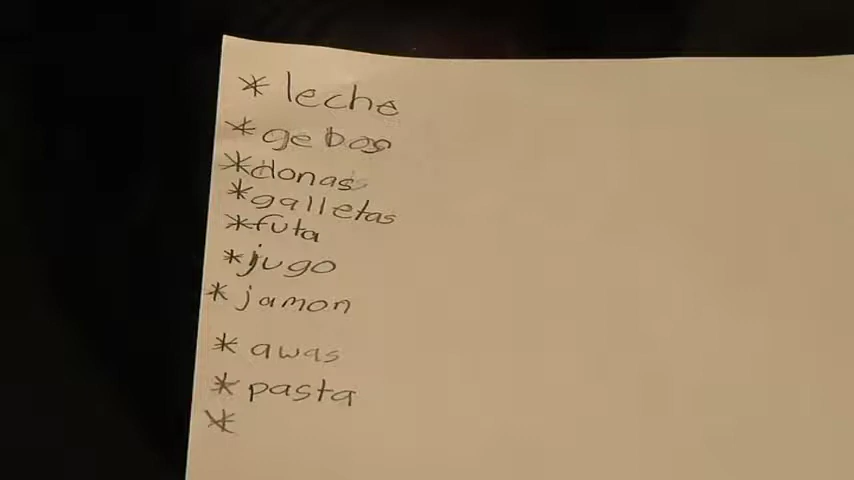 * leche
* gebos
* donas
* galletas
* futa
* jugo
* jamon
* awas
* pasta
*